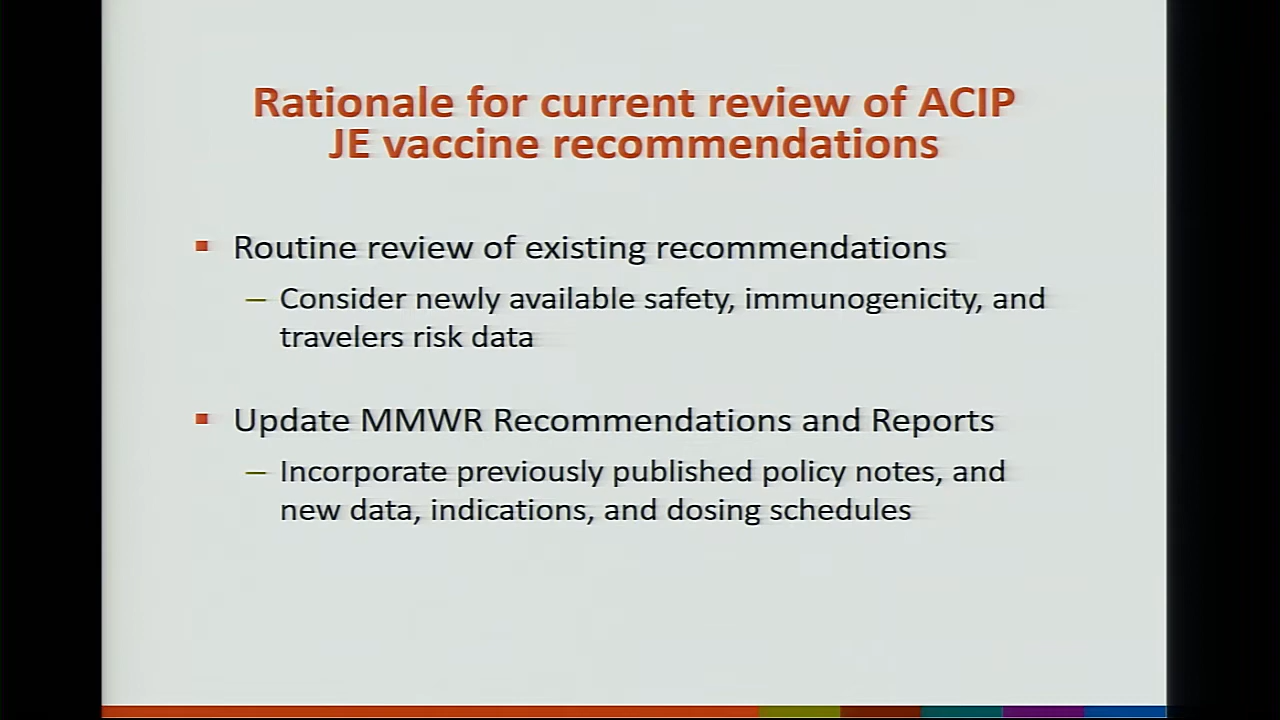 Rationale for current review of ACIP
JE vaccine recommendations
▪ Routine review of existing recommendations
– Consider newly available safety, immunogenicity, and
travelers risk data
▪ Update MMWR Recommendations and Reports
– Incorporate previously published policy notes, and
new data, indications, and dosing schedules